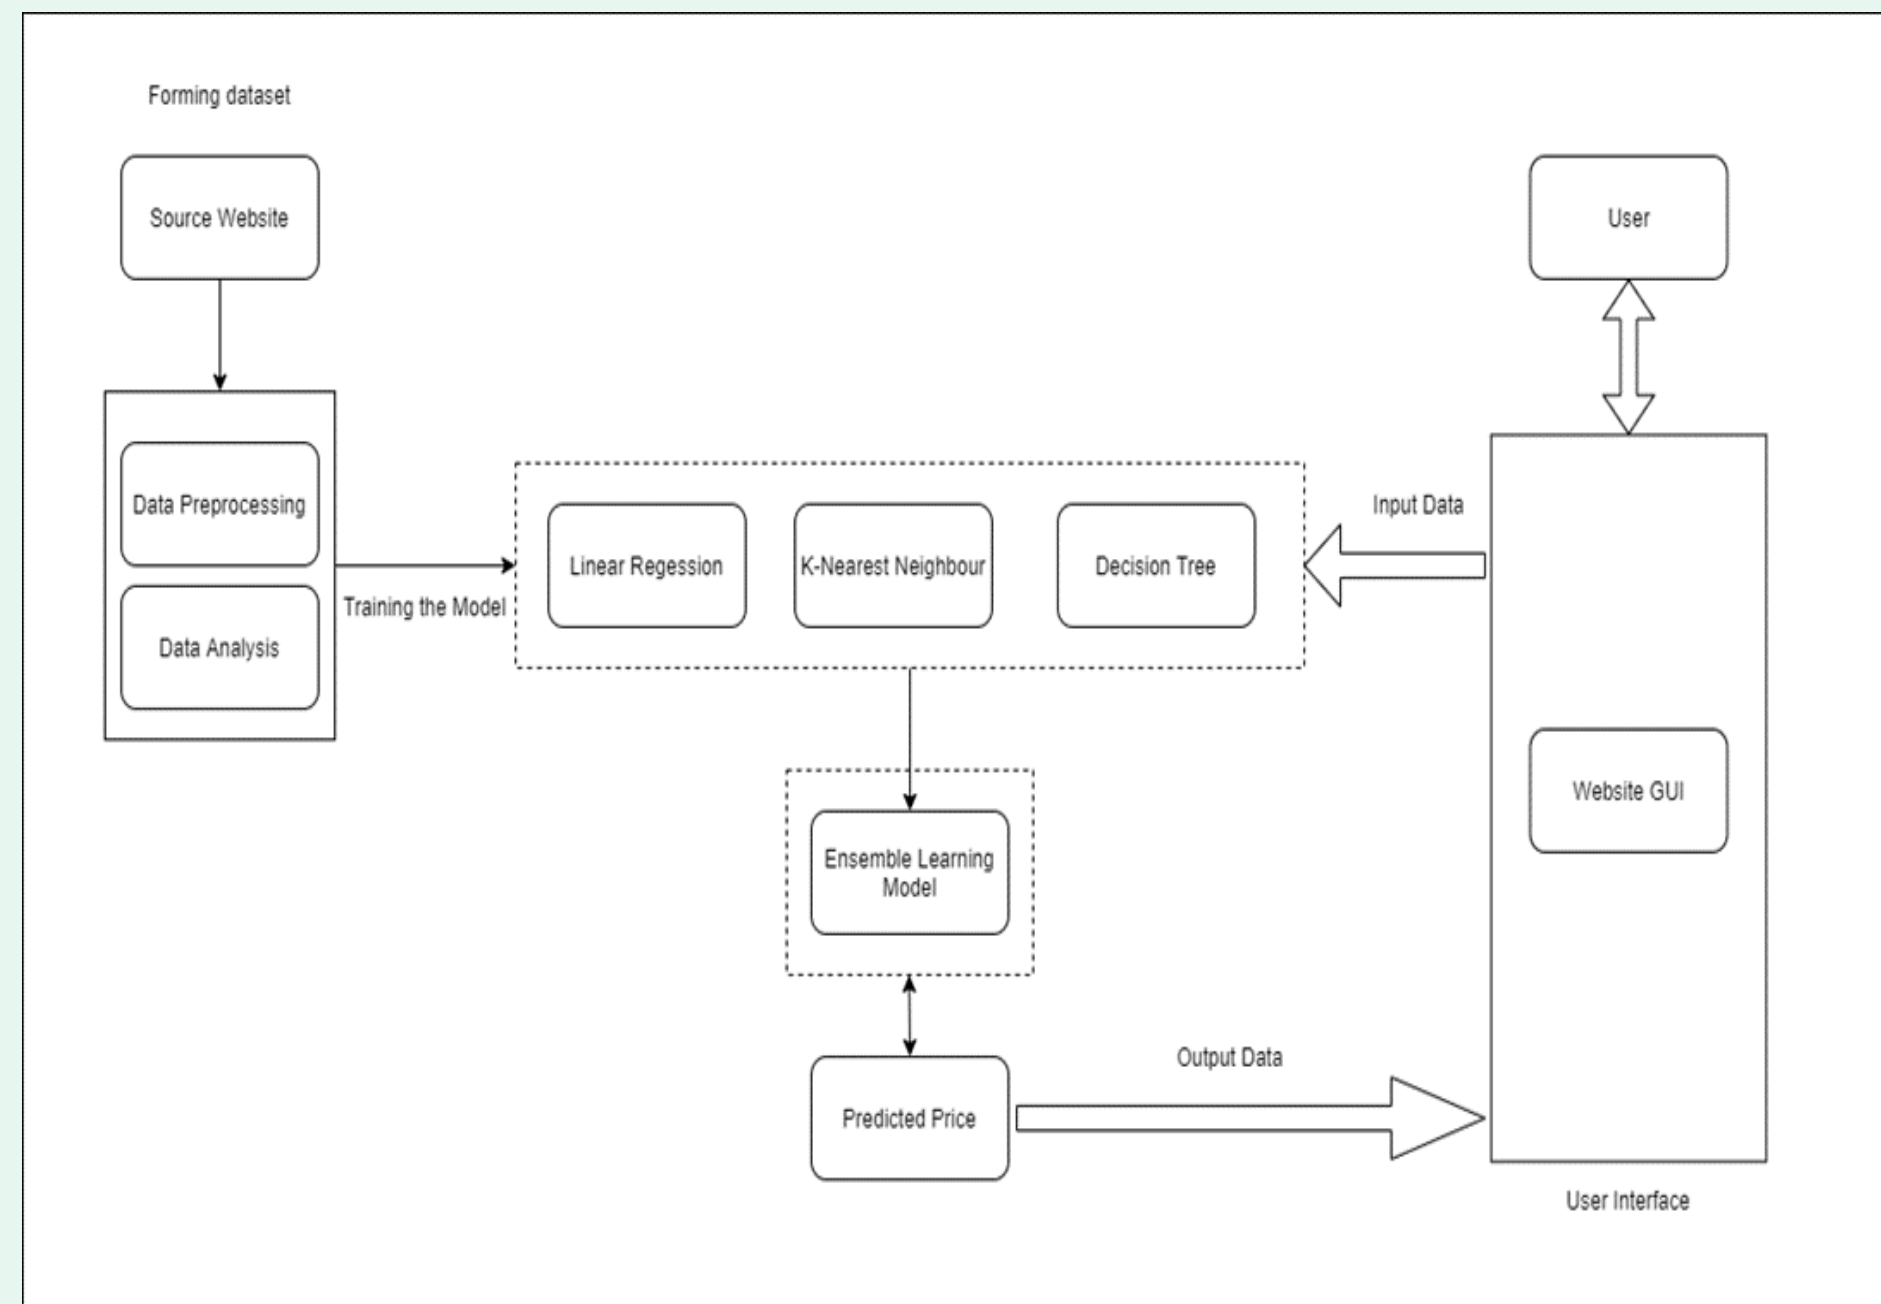 Forming dataset
Source Website
User
Data Preprocessing
Data Analysis
Training the Model
Linear Regression
K-Nearest Neighbour
Decision Tree
Input Data
Website GUI
Ensemble Learning
Model
Predicted Price
Output Data
User Interface